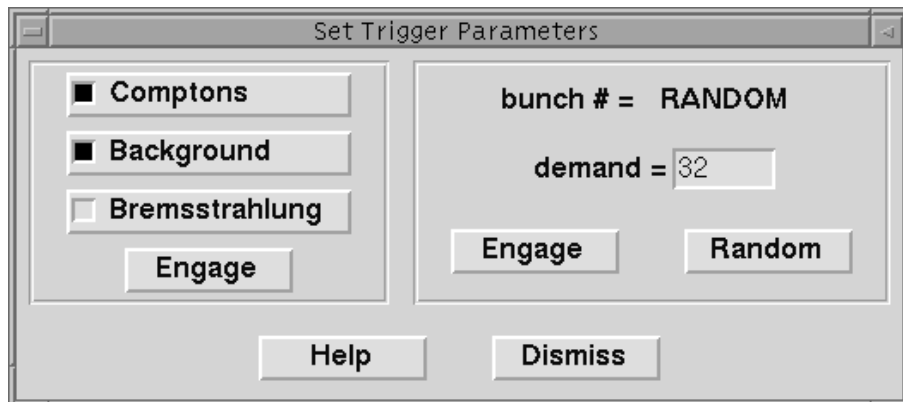 Set Trigger Parameters
Comptons
Background
Bremsstrahlung
Engage
bunch # = RANDOM
demand = 32
Engage Random
Help Dismiss